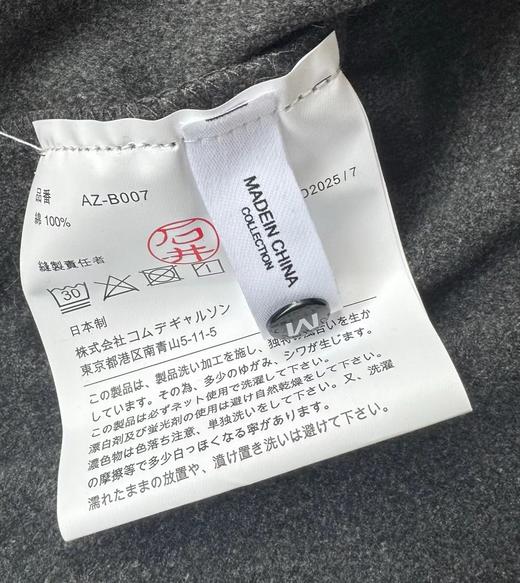 品番 AZ-B007
D2025/7
綿 100%
石井
縫製責任者
30
MADEIN CHINA
COLLECTION
M
日本制
株式会社コムデギャルソン
東京都港区南青山5-11-5
この製品は、製品洗い加工を施し、独特の風合いを生か
しています。その為、多少のゆがみ、シワが生じます。
この製品は必ずネット使用で洗濯して下さい。
漂白剤及び蛍光剤の使用は避け自然乾燥をして下さい。
濃色物は色落ち注意、単独洗いをして下さい。又、洗濯
の摩擦等で多少白っぽくなる寧があります。
濡れたままの放置や、漬け置き洗いは避けて下さい。